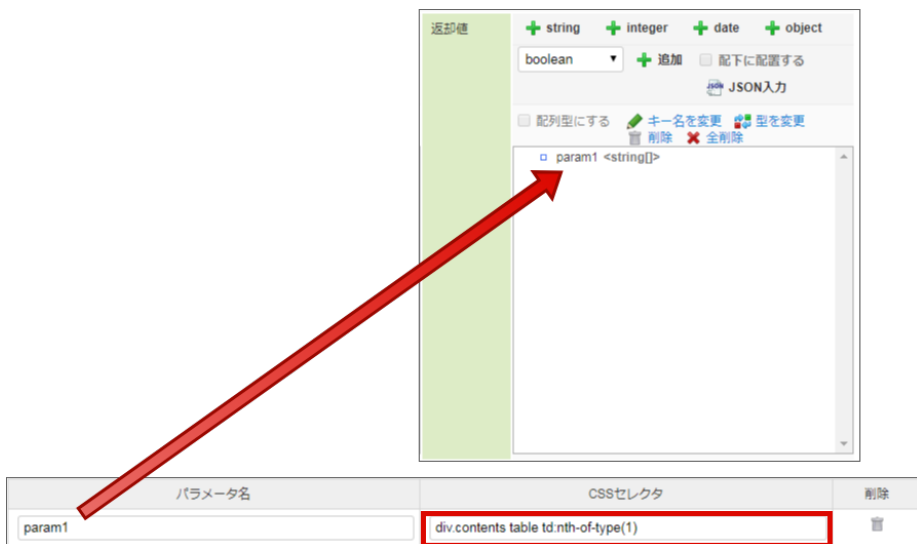 返却値
string integer date object
boolean 追加 配下に配置する
JSON入力
配列型にする キー名を変更 型を変更
削除 全削除
param1 <string[]>
パラメータ名 CSSセレクタ 削除
param1 div.contents table td:nth-of-type(1)